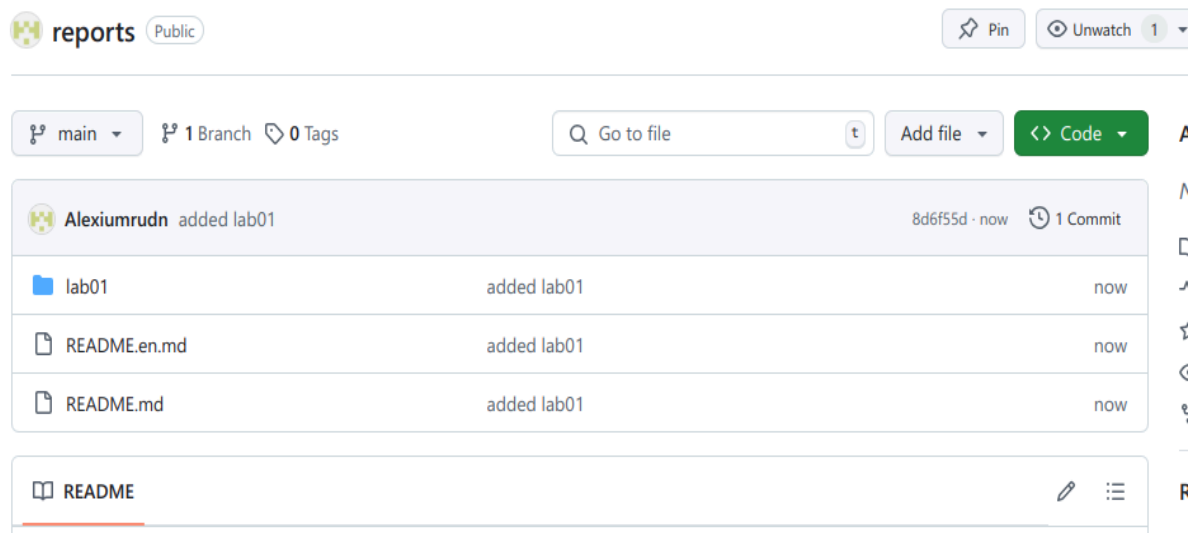 reports Public Pin Unwatch 1
main 1 Branch 0 Tags Go to file t Add file Code
Alexiumrudn added lab01 8d6f55d · now 1 Commit
lab01 added lab01 now
README.en.md added lab01 now
README.md added lab01 now
README